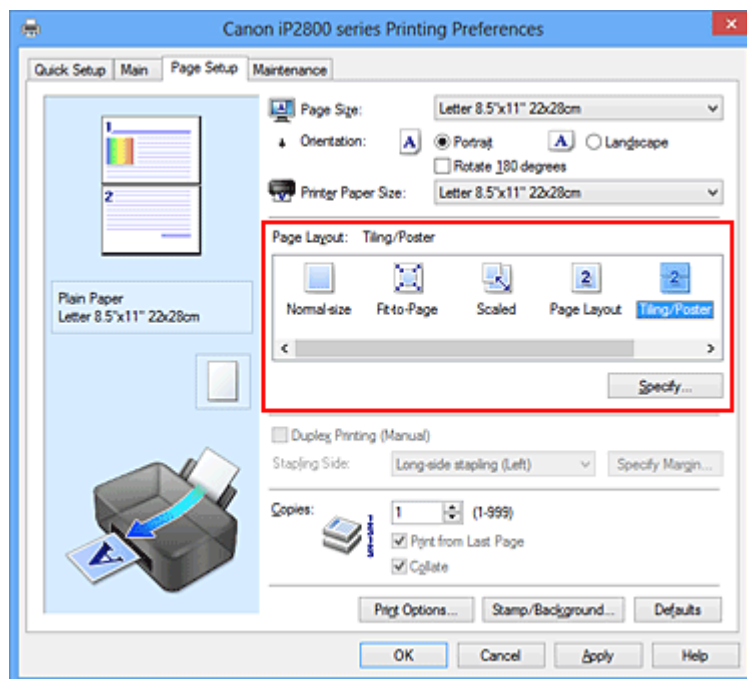 Canon iP2800 series Printing Preferences
Quick Setup Main Page Setup Maintenance
1
2
Plain Paper
Letter 8.5"x11" 22x28cm
A
Page Size: Letter 8.5"x11" 22x28cm
Orientation: A Portrait A Landscape
Rotate 180 degrees
Printer Paper Size: Letter 8.5"x11" 22x28cm
Page Layout: Tiling/Poster
2 2
Normal-size Fit-to-Page Scaled Page Layout Tiling/Poster
Specify...
Duplex Printing (Manual)
Stapling Side: Long-side stapling (Left) Specify Margin...
Copies: 1 (1-999)
Print from Last Page
Collate
Print Options... Stamp/Background... Defaults
OK Cancel Apply Help